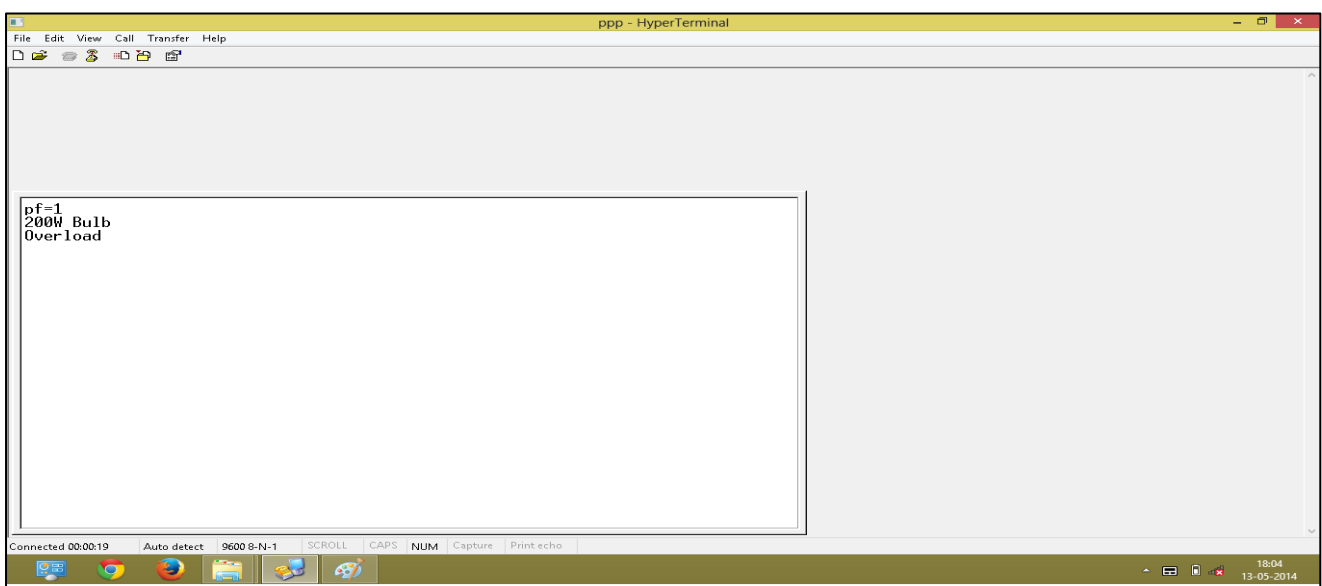 ppp - HyperTerminal
File Edit View Call Transfer Help
pf=1
200W Bulb
Overload
Connected 00:00:19 Auto detect 9600 8-N-1 SCROLL CAPS NUM Capture Print echo
18:04
13-05-2014